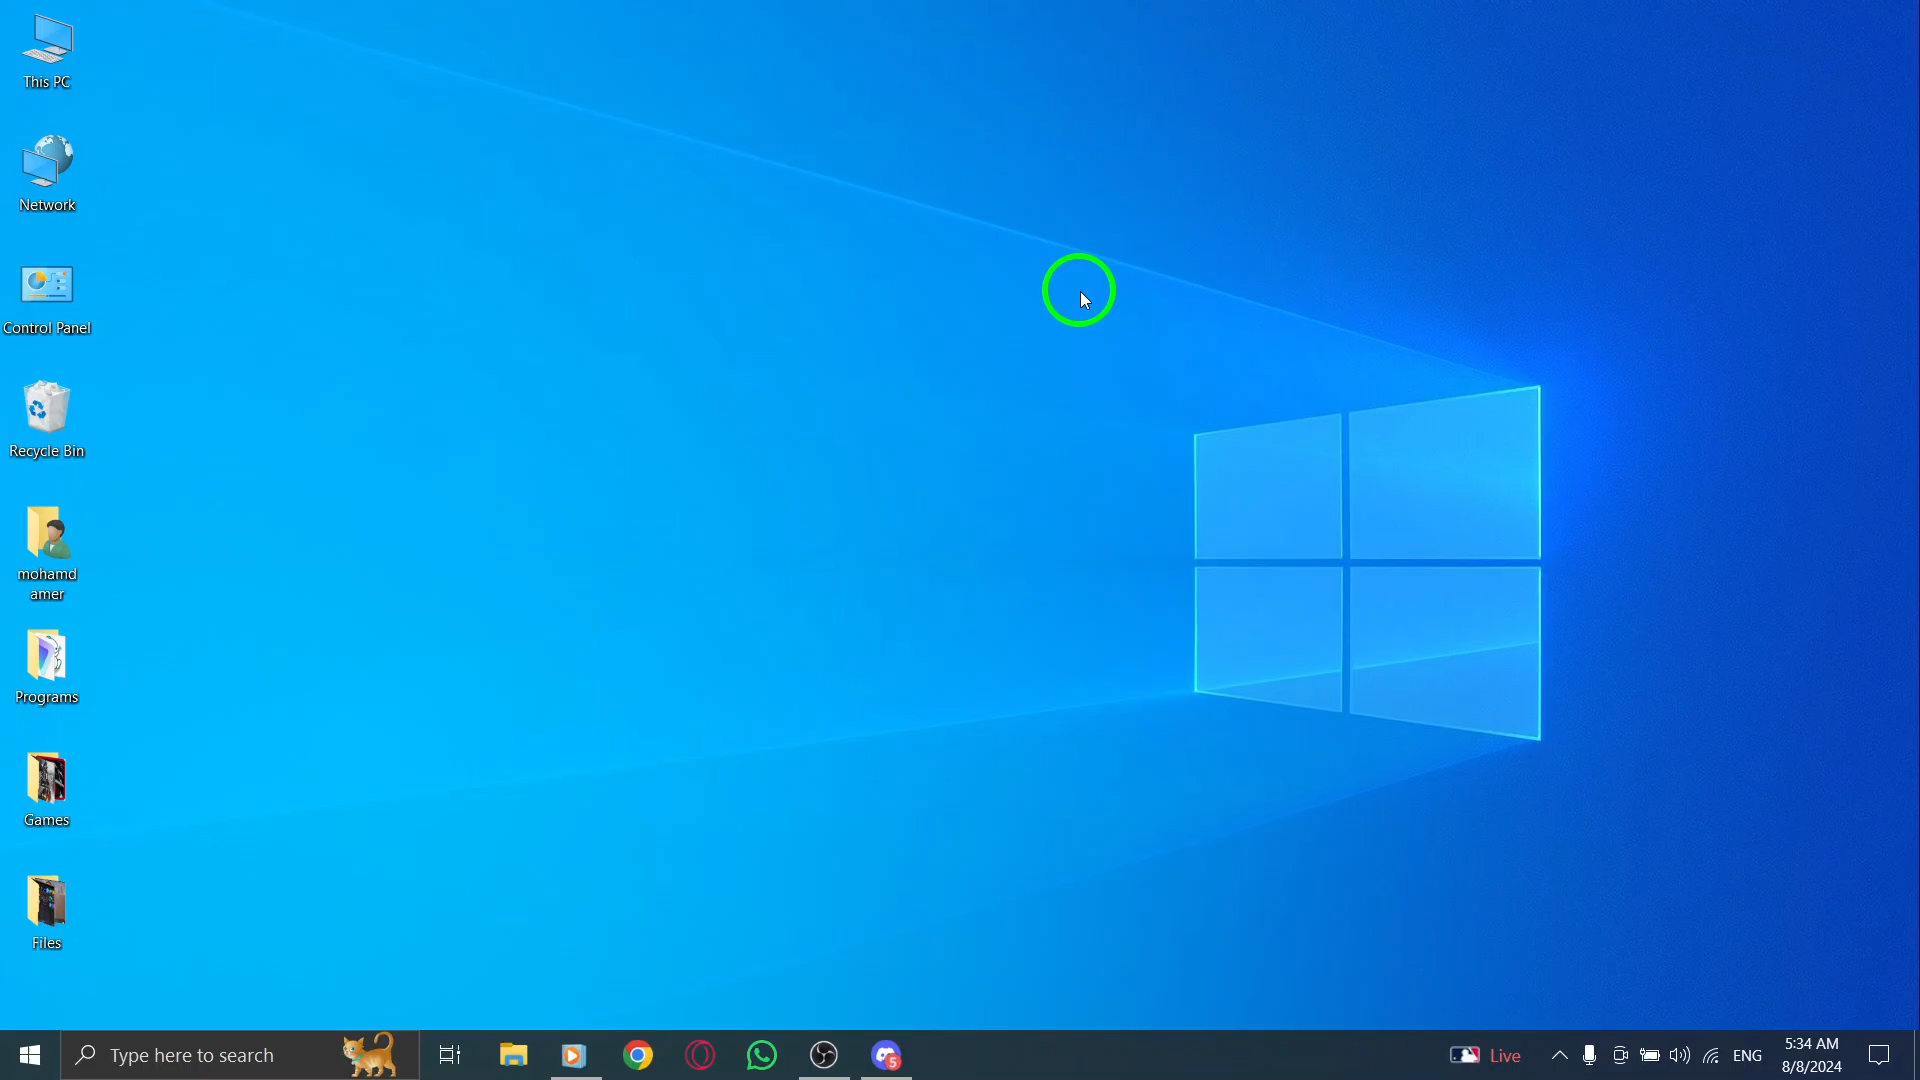 This PC
Network
Control Panel
Recycle Bin
mohamd
amer
Programs
Games
Files
Type here to search
5
Live
ENG
5:34 AM
8/8/2024